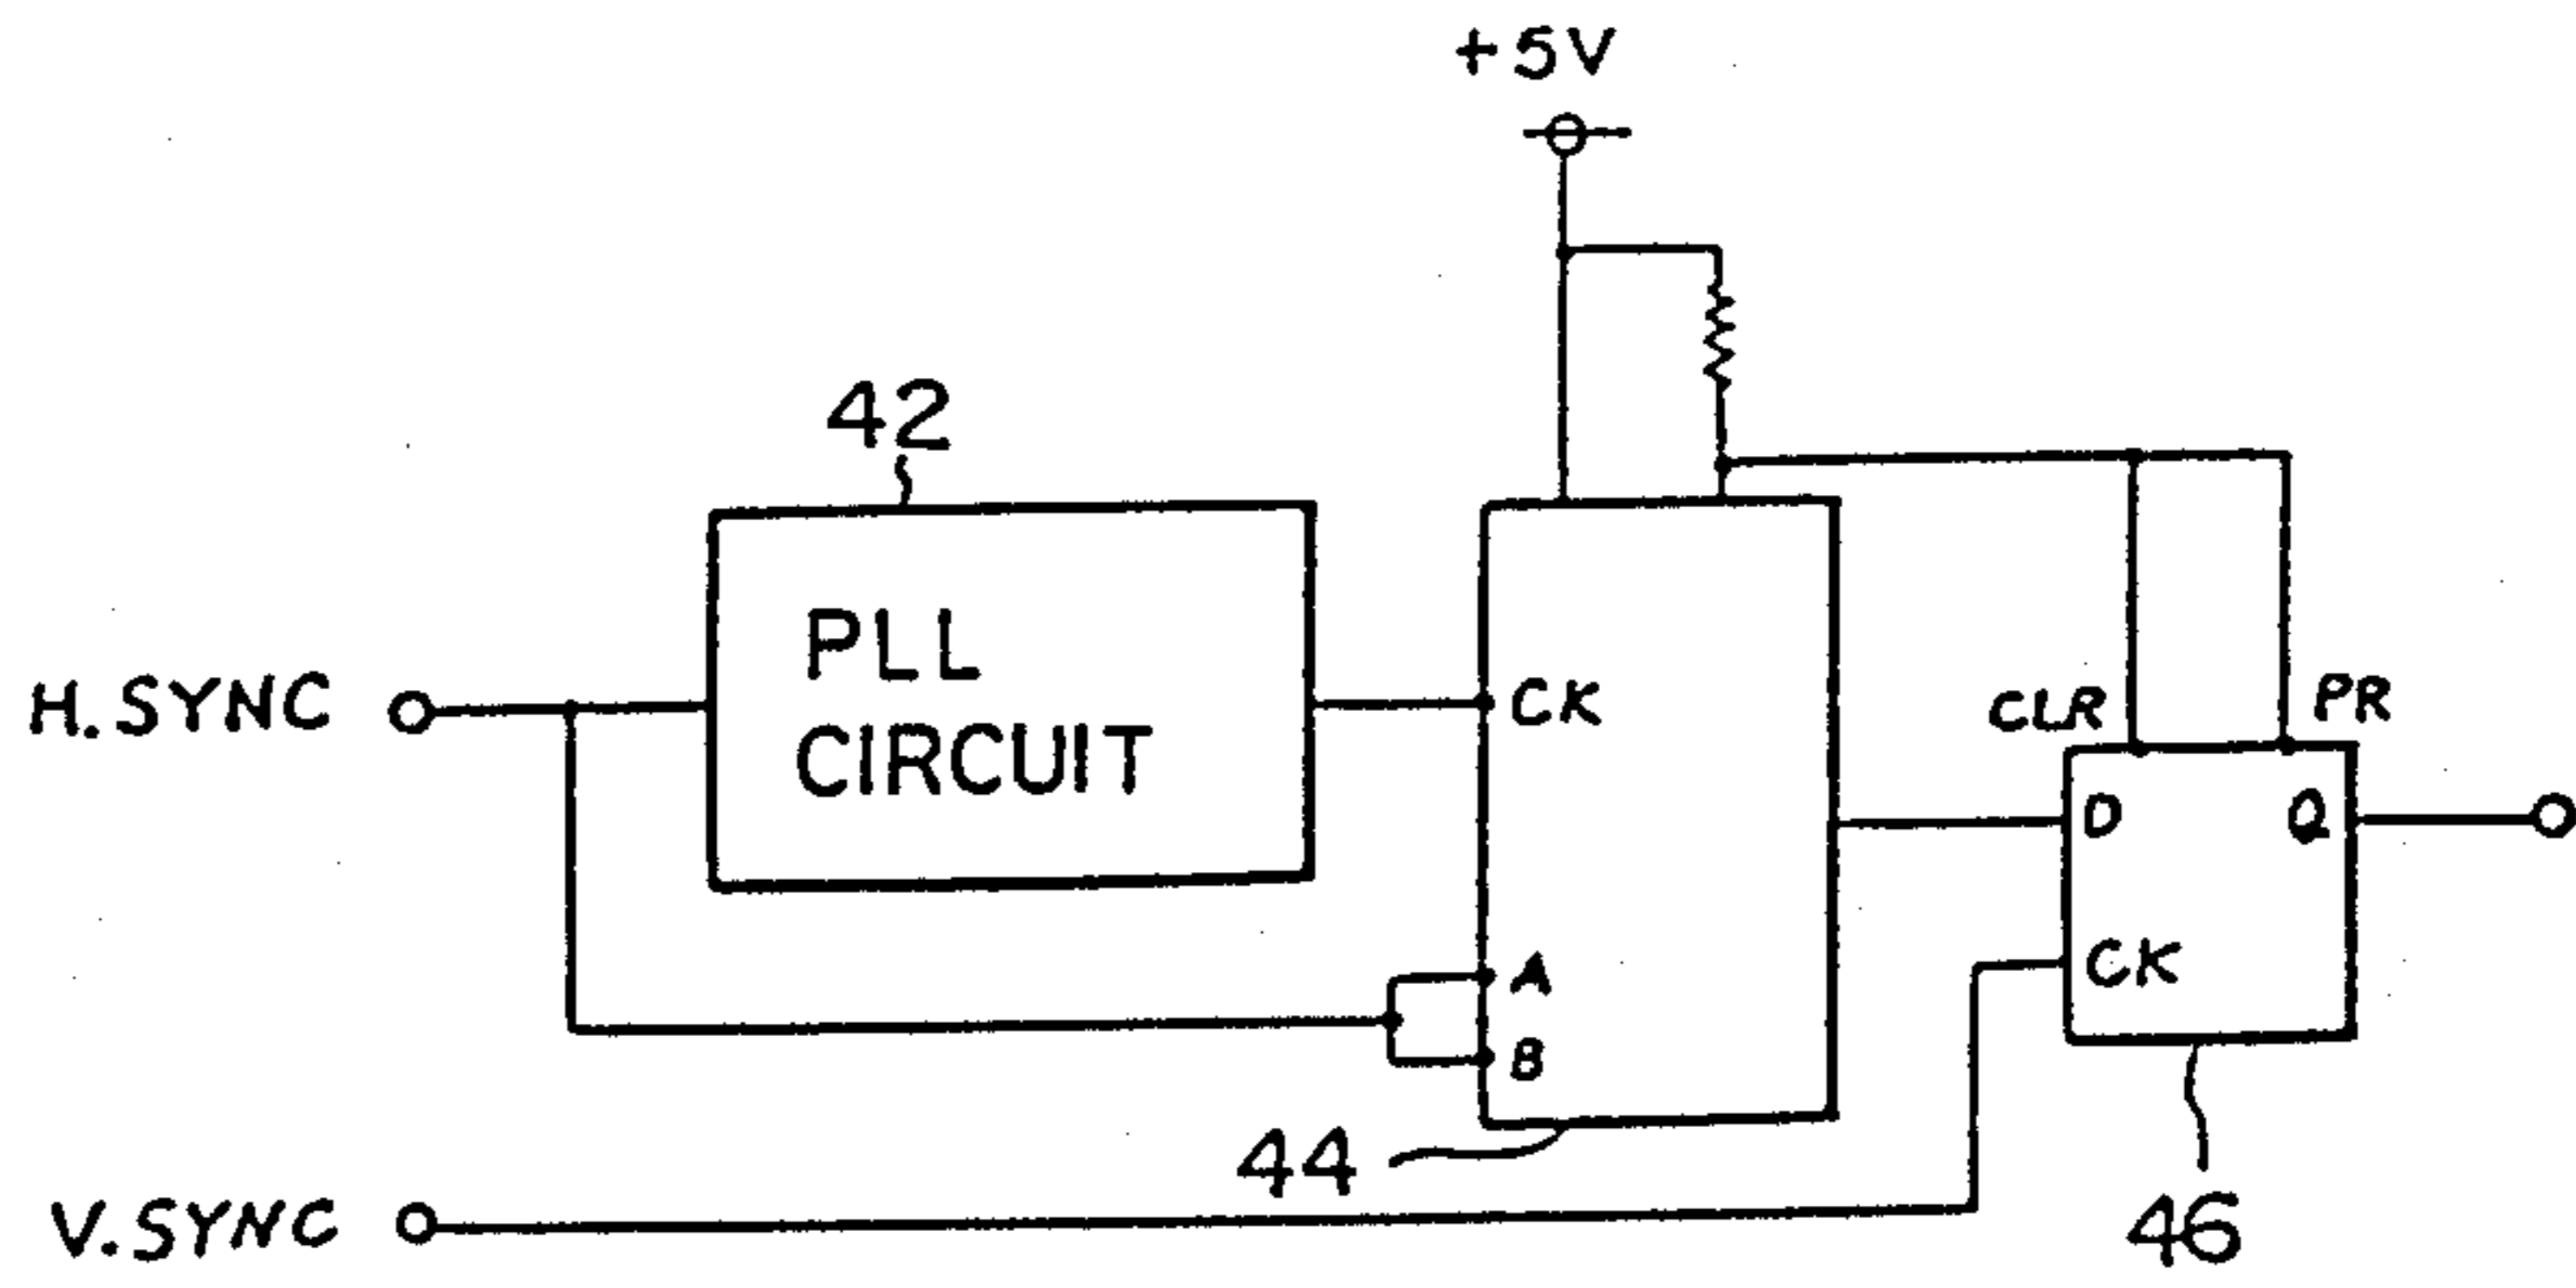 +5V
42
PLL
CIRCUIT
H. SYNC
CK
CLR
PR
D
Q
A
B
CK
44
V. SYNC
46